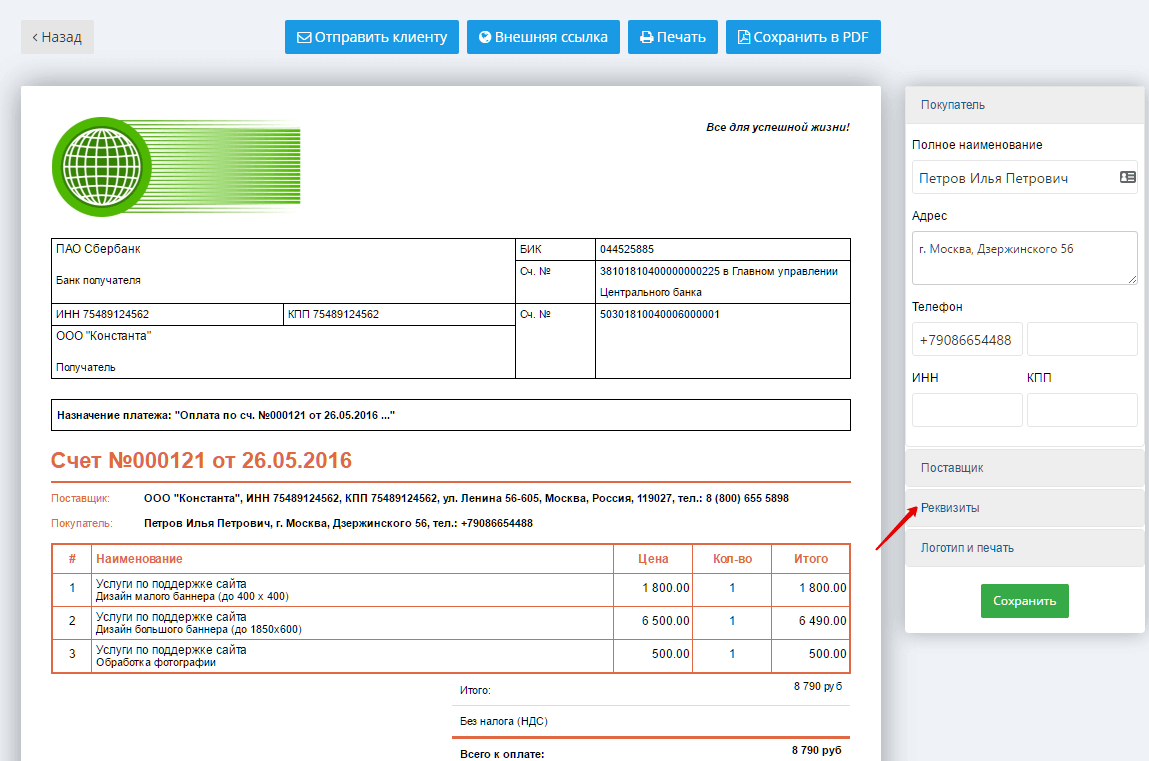 ‹ Назад
Отправить клиенту
Внешняя ссылка
Печать
Сохранить в PDF
Все для успешной жизни!
ПАО Сбербанк
Банк получателя
БИК
044525885
Сч. №
38101810400000000225 в Главном управлении
Центрального банка
ИНН 75489124562
КПП 75489124562
Сч. №
50301810040006000001
ООО "Константа"
Получатель
Назначение платежа: "Оплата по сч. №000121 от 26.05.2016 ..."
Счет №000121 от 26.05.2016
Поставщик: ООО "Константа", ИНН 75489124562, КПП 75489124562, ул. Ленина 56-605, Москва, Россия, 119027, тел.: 8 (800) 655 5898
Покупатель: Петров Илья Петрович, г. Москва, Дзержинского 56, тел.: +79086654488
# Наименование Цена Кол-во Итого
1 Услуги по поддержке сайта 1 800.00 1 1 800.00
Дизайн малого баннера (до 400 x 400)
2 Услуги по поддержке сайта 6 500.00 1 6 490.00
Дизайн большого баннера (до 1850x600)
3 Услуги по поддержке сайта 500.00 1 500.00
Обработка фотографии
Итого: 8 790 руб
Без налога (НДС)
Всего к оплате: 8 790 руб
Покупатель
Полное наименование
Петров Илья Петрович
Адрес
г. Москва, Дзержинского 56
Телефон
+79086654488
ИНН КПП
Поставщик
Реквизиты
Логотип и печать
Сохранить